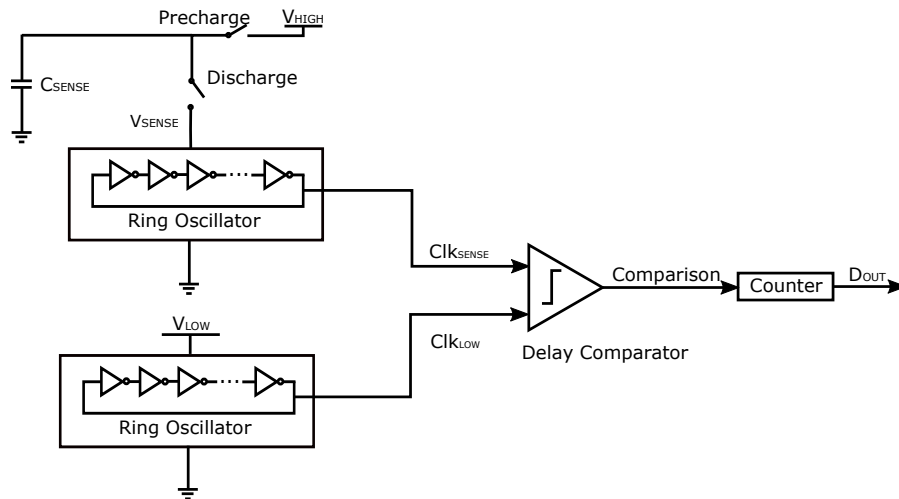 Precharge
VHIGH
CSENSE
Discharge
VSENSE
Ring Oscillator
ClkSENSE
Comparison
Counter
DOUT
VLOW
ClkLOW
Delay Comparator
Ring Oscillator